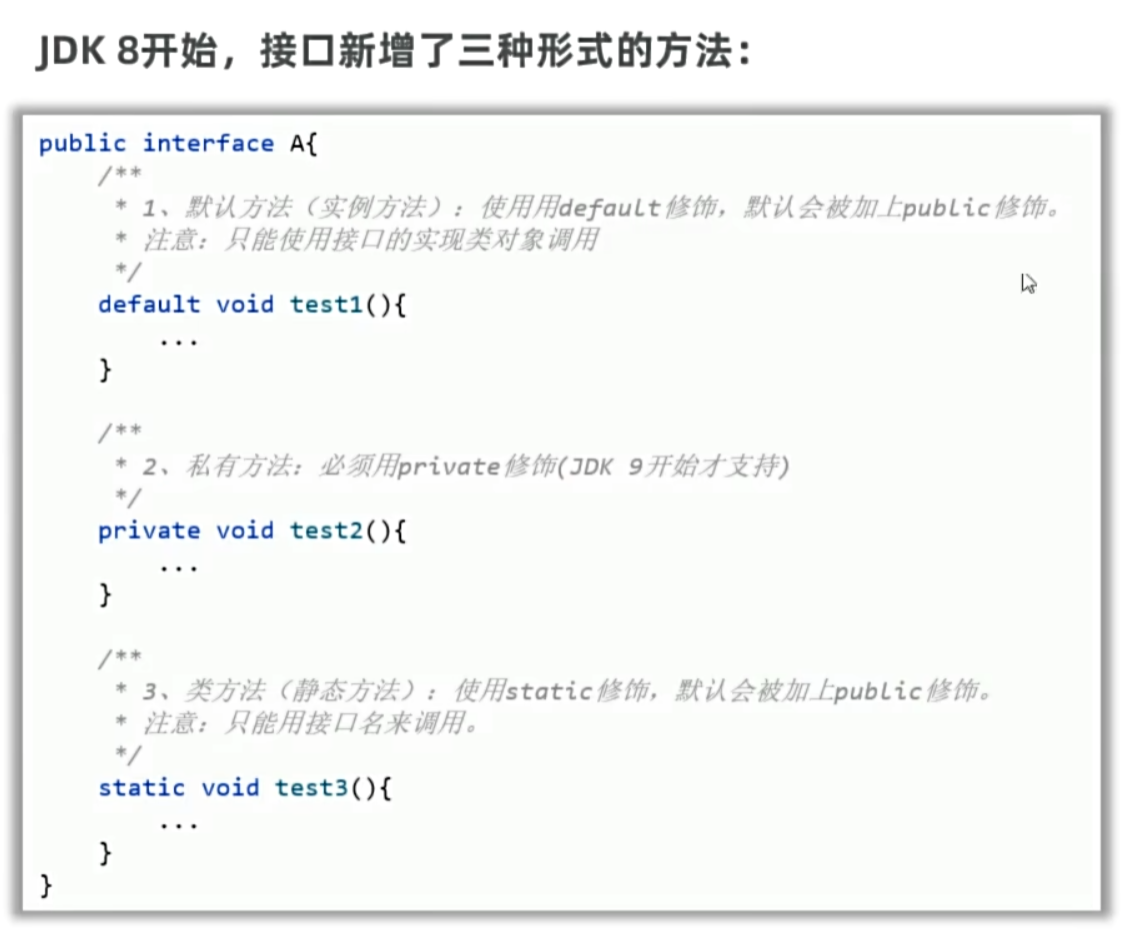 JDK 8开始，接口新增了三种形式的方法：
public interface A{
/**
* 1、默认方法（实例方法）：使用用default修饰，默认会被加上public修饰。
* 注意：只能使用接口的实现类对象调用
*/
default void test1(){
...
}
/**
* 2、私有方法：必须用private修饰(JDK 9开始才支持)
*/
private void test2(){
...
}
/**
* 3、类方法（静态方法）：使用static修饰，默认会被加上public修饰。
* 注意：只能用接口名来调用。
*/
static void test3(){
...
}
}